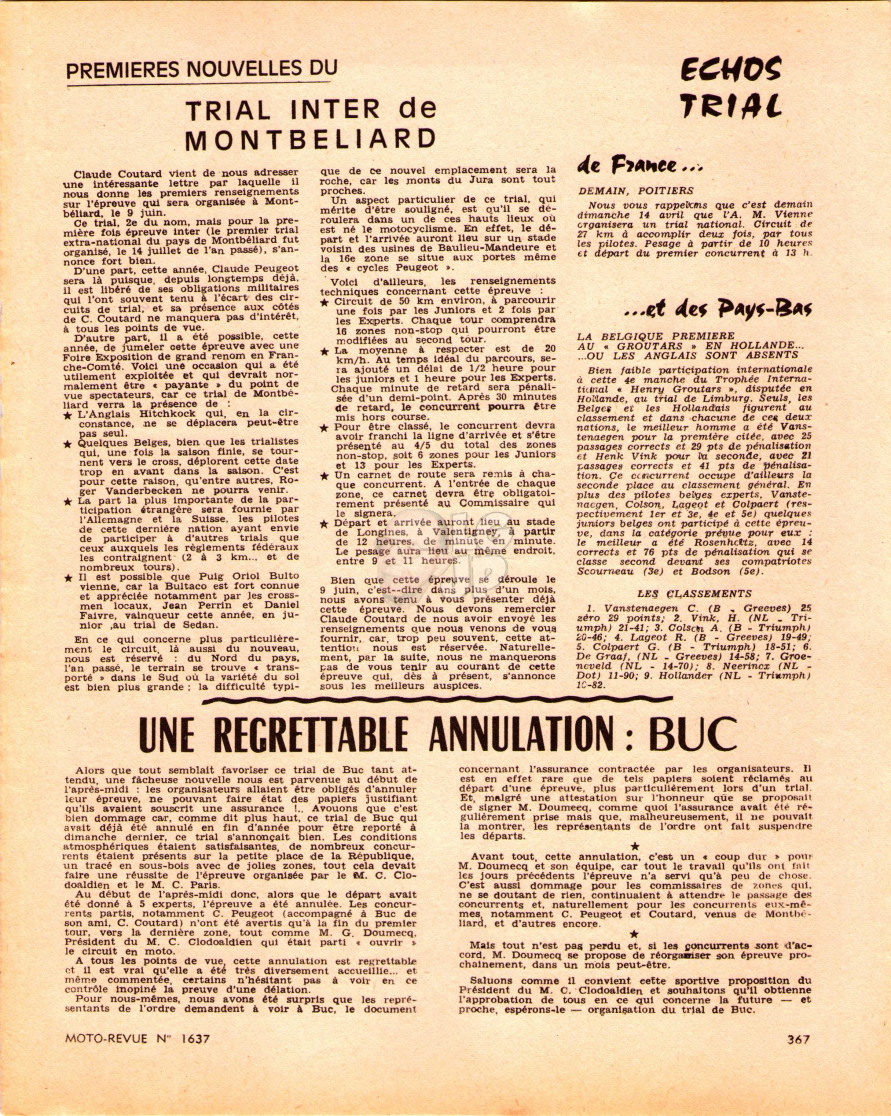 PREMIERES NOUVELLES DU
TRIAL INTER de
MONTBELIARD
Claude Coutard vient de nous adresser
une intéressante lettre par laquelle il
nous donne les premiers renseignements
sur l'épreuve qui sera organisée à Mont-
béliard, le 9 juin.
Ce trial, 2e du nom, mais pour la pre-
mière fois épreuve inter (le premier trial
extra-national du pays de Montbéliard fut
organisé, le 14 juillet de l'an passé), s'an-
nonce fort bien.
D'une part, cette année, Claude Peugeot
sera là puisque, depuis longtemps déjà,
il est libéré de ses obligations militaires
qui l'ont souvent tenu à l'écart des cir-
cuits de trial, et sa présence aux côtés
de C. Coutard ne manquera pas d'intérêt,
à tous les points de vue.
D'autre part, il a été possible, cette
année, de jumeler cette épreuve avec une
Foire Exposition de grand renom en Fran-
che-Comté. Voici une occasion qui a été
utilement exploitée et qui devrait nor-
malement être « payante » du point de
vue spectateurs, car ce trial de Montbé-
liard verra la présence de :
★ L'Anglais Hitchkock qui, en la cir-
constance, ne se déplacera peut-être
pas seul.
★ Quelques Belges, bien que les trialistes
qui, une fois la saison finie, se tour-
nent vers le cross, déplorent cette date
trop en avant dans la saison. C'est
pour cette raison, qu'entre autres, Ro-
ger Vanderbecken ne pourra venir.
★ La part la plus importante de la par-
ticipation étrangère sera fournie par
l'Allemagne et la Suisse, les pilotes
de cette dernière nation ayant envie
de participer à d'autres trials que
ceux auxquels les règlements fédéraux
les contraignent (2 à 3 km... et de
nombreux tours).
★ Il est possible que Puig Oriol Bulto
vienne, car la Bultaco est fort connue
et appréciée notamment par les cross-
men locaux, Jean Perrin et Daniel
Faivre, vainqueur cette année, en ju-
nior ,au trial de Sedan.
En ce qui concerne plus particulière-
ment le circuit, là aussi du nouveau,
nous est réservé : du Nord du pays,
l'an passé, le terrain se trouve « trans-
porté » dans le Sud où la variété du sol
est bien plus grande : la difficulté typi-
que de ce nouvel emplacement sera la
roche, car les monts du Jura sont tout
proches.
Un aspect particulier de ce trial, qui
mérite d'être souligné, est qu'il se dé-
roulera dans un de ces hauts lieux où
est né le motocyclisme. En effet, le dé-
part et l'arrivée auront lieu sur un stade
voisin des usines de Baulieu-Mandeure et
la 16e zone se situe aux portes même
des « cycles Peugeot ».
Voici d'ailleurs, les renseignements
techniques concernant cette épreuve :
★ Circuit de 50 km environ, à parcourir
une fois par les Juniors et 2 fois par
les Experts. Chaque tour comprendra
16 zones non-stop qui pourront être
modifiées au second tour.
★ La moyenne à respecter est de 20
km/h. Au temps idéal du parcours, se-
ra ajouté un délai de 1/2 heure pour
les juniors et 1 heure pour les Experts.
Chaque minute de retard sera pénali-
sée d'un demi-point. Après 30 minutes
de retard, le concurrent pourra être
mis hors course.
★ Pour être classé, le concurrent devra
avoir franchi la ligne d'arrivée et s'être
présenté au 4/5 du total des zones
non-stop, soit 6 zones pour les Juniors
et 13 pour les Experts.
★ Un carnet de route sera remis à cha-
que concurrent. A l'entrée de chaque
zone, ce carnet devra être obligatoi-
rement présenté au Commissaire qui
le signera.
★ Départ et arrivée auront lieu au stade
de Longines, à Valentigney, à partir
de 12 heures, de minute en minute.
Le pesage aura lieu au même endroit,
entre 9 et 11 heures.
Bien que cette épreuve se déroule le
9 juin, c'est--dire dans plus d'un mois,
nous avons tenu à vous présenter déjà
cette épreuve. Nous devons remercier
Claude Coutard de nous avoir envoyé les
renseignements que nous venons de vous
fournir, car, trop peu souvent, cette at-
tention nous est réservée. Naturelle-
ment, par la suite, nous ne manquerons
pas de vous tenir au courant de cette
épreuve qui, dès à présent, s'annonce
sous les meilleurs auspices.
ECHOS
TRIAL
de France...
DEMAIN, POITIERS
Nous vous rappelons que c'est demain
dimanche 14 avril que l'A. M. Vienne
organisera un trial national. Circuit de
27 km à accomplir deux fois, par tous
les pilotes. Pesage à partir de 10 heures
et départ du premier concurrent à 13 h.
...et des Pays-Bas
LA BELGIQUE PREMIERE
AU « GROUTARS » EN HOLLANDE...
...OU LES ANGLAIS SONT ABSENTS
Bien faible participation internationale
à cette 4e manche du Trophée Interna-
tional « Henry Groutars », disputée en
Hollande, au trial de Limburg. Seuls, les
Belges et les Hollandais figurent au
classement et dans chacune de ces deux
nations, le meilleur homme a été Vans-
tenaegen pour la première citée, avec 25
passages corrects et 29 pts de pénalisation
et Henk Vink pour la seconde, avec 21
passages corrects et 41 pts de pénalisa-
tion. Ce concurrent occupe d'ailleurs la
seconde place au classement général. En
plus des pilotes belges experts, Vanste-
naegen, Colson, Lageot et Colpaert (res-
pectivement 1er et 3e, 4e et 5e) quelques
juniors belges ont participé à cette épreu-
ve, dans la catégorie prévue pour eux :
le meilleur a été Rosenholtz, avec 14
corrects et 76 pts de pénalisation qui se
classe second devant ses compatriotes
Scourneau (3e) et Bodson (5e).
LES CLASSEMENTS
1. Vanstenaegen C. (B - Greeves) 25
zéro 29 points; 2. Vink, H. (NL - Tri-
umph) 21-41; 3. Colson A. (B - Triumph)
20-46; 4. Lageot R. (B - Greeves) 19-49;
5. Colpaert G. (B - Triumph) 18-51; 6.
De Graaf, (NL - Greeves) 14-58; 7. Groe-
neveld (NL - 14-70); 8. Neerincx (NL -
Dot) 11-90; 9. Hollander (NL - Triumph)
10-82.
UNE REGRETTABLE ANNULATION : BUC
Alors que tout semblait favoriser ce trial de Buc tant at-
tendu, une fâcheuse nouvelle nous est parvenue au début de
l'après-midi : les organisateurs allaient être obligés d'annuler
leur épreuve, ne pouvant faire état des papiers justifiant
qu'ils avaient souscrit une assurance !.. Avouons que c'est
bien dommage car, comme dit plus haut, ce trial de Buc qui
avait déjà été annulé en fin d'année pour être reporté à
dimanche dernier, ce trial s'annonçait bien. Les conditions
atmosphériques étaient satisfaisantes, de nombreux concur-
rents étaient présents sur la petite place de la République,
un tracé en sous-bois avec de jolies zones, tout cela devait
faire une réussite de l'épreuve organisée par le M. C. Clo-
doaldien et le M. C. Paris.
Au début de l'après-midi donc, alors que le départ avait
été donné à 5 experts, l'épreuve a été annulée. Les concur-
rents partis, notamment C. Peugeot (accompagné à Buc de
son ami, C. Coutard) n'ont été avertis qu'à la fin du premier
tour, vers la dernière zone, tout comme M. G. Doumecq,
Président du M. C. Clodoaldien qui était parti « ouvrir »
le circuit en moto.
A tous les points de vue, cette annulation est regrettable
et il est vrai qu'elle a été très diversement accueillie... et
même commentée, certains n'hésitant pas à voir en ce
contrôle inopiné la preuve d'une délation.
Pour nous-mêmes, nous avons été surpris que les repré-
sentants de l'ordre demandent à voir à Buc, le document
concernant l'assurance contractée par les organisateurs. Il
est en effet rare que de tels papiers soient réclamés au
départ d'une épreuve, plus particulièrement lors d'un trial.
Et, malgré une attestation sur l'honneur que se proposait
de signer M. Doumecq, comme quoi l'assurance avait été ré-
gulièrement prise mais que, malheureusement, il ne pouvait
la montrer, les représentants de l'ordre ont fait suspendre
les départs.
★
Avant tout, cette annulation, c'est un « coup dur » pour
M. Doumecq et son équipe, car tout le travail qu'ils ont fait
les jours précédents l'épreuve n'a servi qu'à peu de chose.
C'est aussi dommage pour les commissaires de zones qui,
ne se doutant de rien, continuaient à attendre le passage des
concurrents et, naturellement pour les concurrents eux-mê-
mes, notamment C. Peugeot et Coutard, venus de Montbé-
liard, et d'autres encore.
★
Mais tout n'est pas perdu et, si les concurrents sont d'ac-
cord, M. Doumecq se propose de réorganiser son épreuve pro-
chainement, dans un mois peut-être.
Saluons comme il convient cette sportive proposition du
Président du M. C. Clodoaldien et souhaitons qu'il obtienne
l'approbation de tous en ce qui concerne la future — et
proche, espérons-le — organisation du trial de Buc.
MOTO-REVUE N° 1637
367